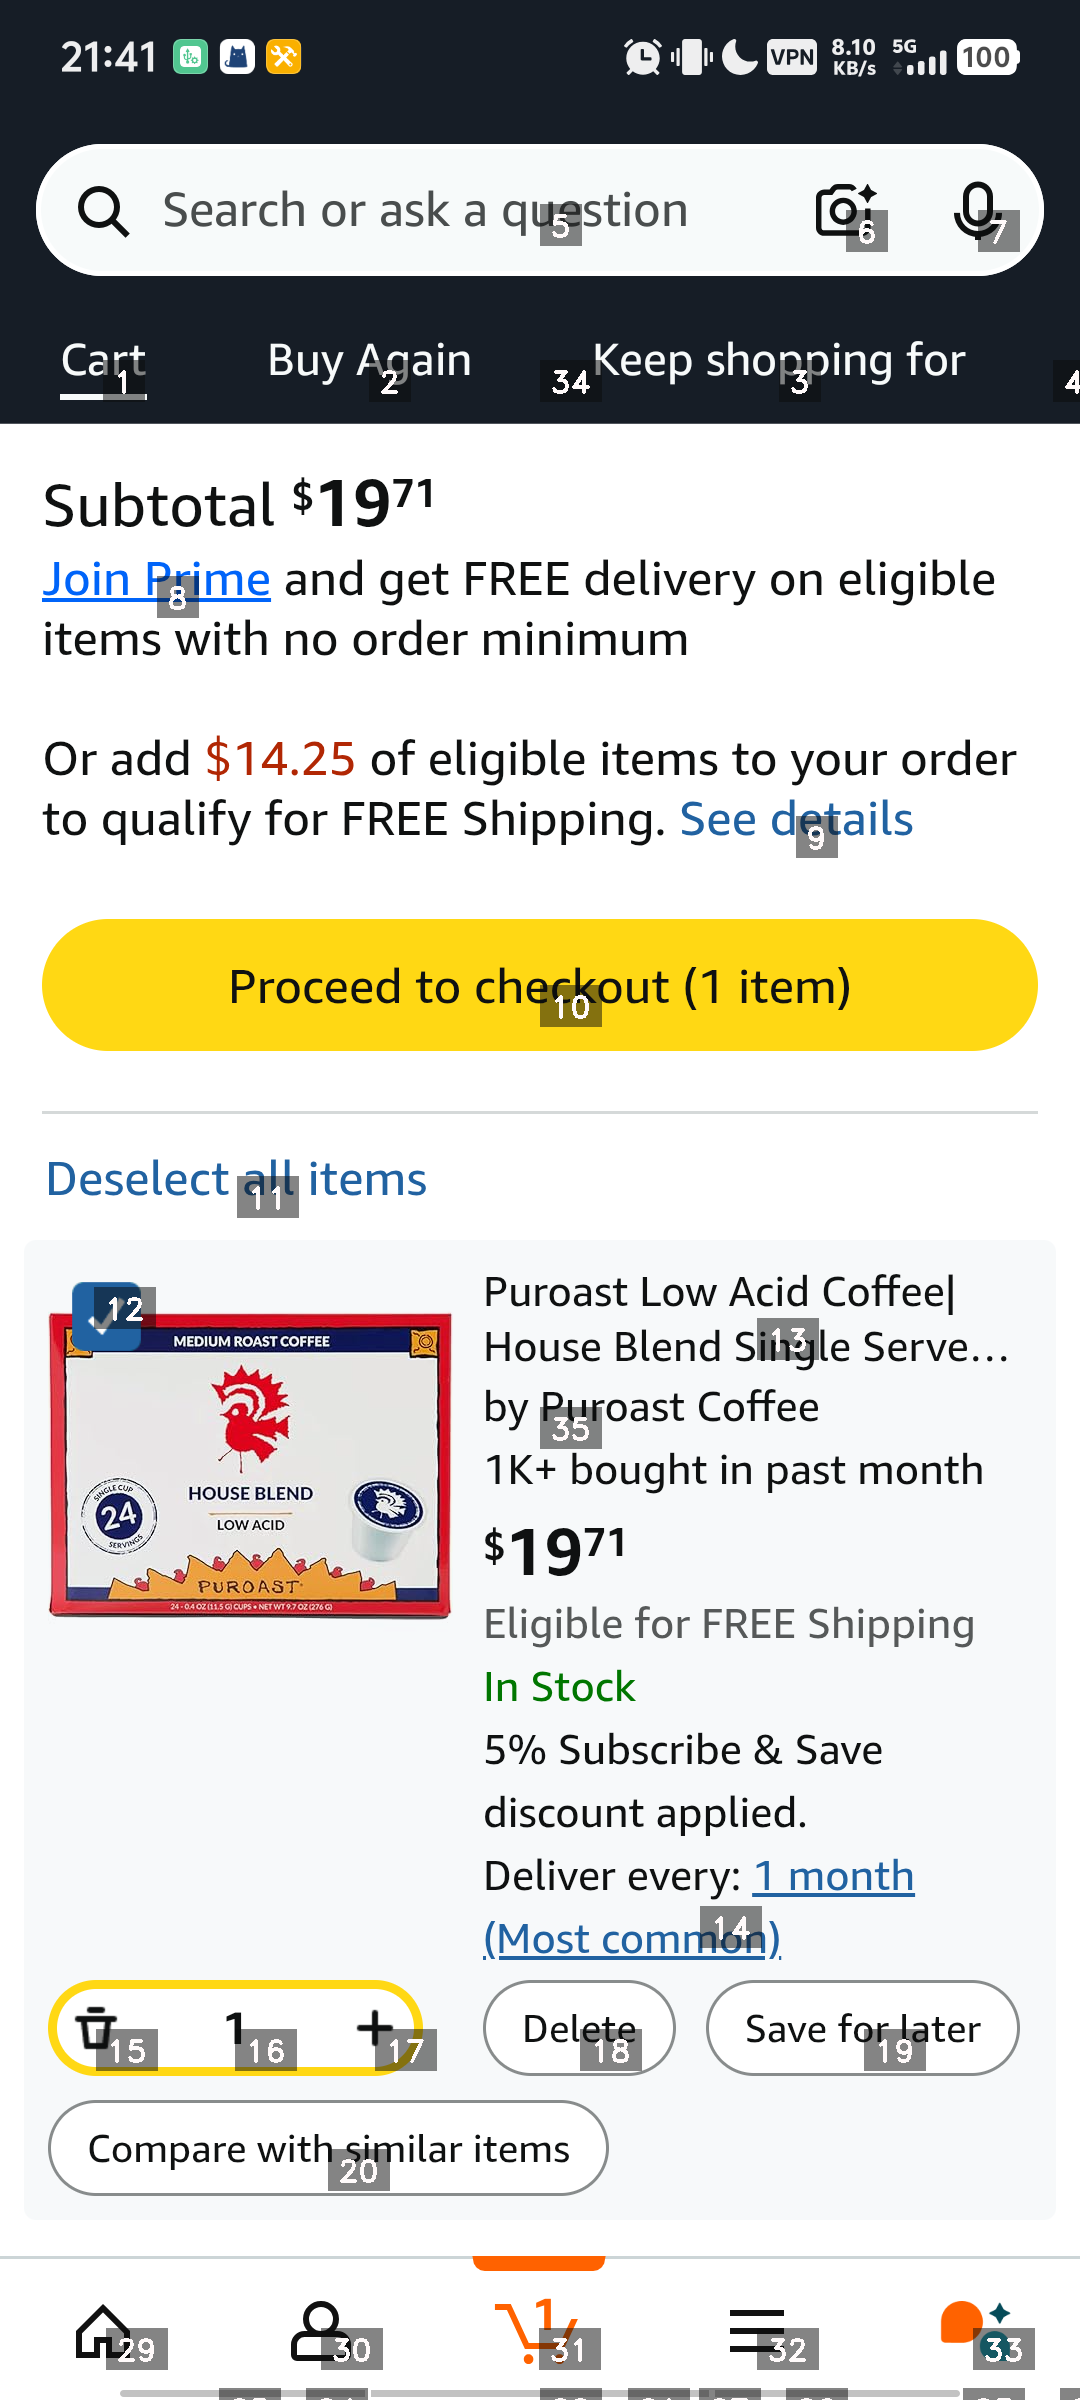 21:41
VPN 8.10 KB/s 5G 100
Search or ask a question
5
6
7
Cart Buy Again Keep shopping for
1
2
34
3
4
Subtotal $19 71
Join Prime and get FREE delivery on eligible
8
items with no order minimum
Or add $14.25 of eligible items to your order
to qualify for FREE Shipping. See details
9
Proceed to checkout (1 item)
10
Deselect all items
11
12
MEDIUM ROAST COFFEE
HOUSE BLEND
LOW ACID
SINGLE CUP
24
SERVINGS
PUROAST
24 - 0.4 OZ (11.5 G) CUPS • NET WT 9.7 OZ (276 G)
Puroast Low Acid Coffee|
House Blend Single Serve...
13
by Puroast Coffee
35
1K+ bought in past month
$19 71
Eligible for FREE Shipping
In Stock
5% Subscribe & Save
discount applied.
Deliver every: 1 month
(Most common)
14
1
15
16
17
Delete
18
Save for later
19
Compare with similar items
20
29
30
1
31
32
33